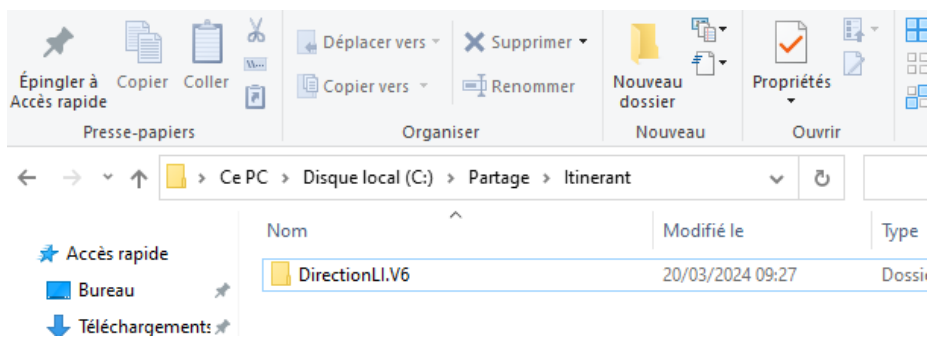 Déplacer vers
Supprimer
Épingler à
Accès rapide
Copier
Coller
Copier vers
Renommer
Nouveau
dossier
Propriétés
Presse-papiers
Organiser
Nouveau
Ouvrir
Ce PC > Disque local (C:) > Partage > Itinerant
Nom
Modifié le
Type
Accès rapide
DirectionLI.V6
20/03/2024 09:27
Dossi
Bureau
Téléchargements